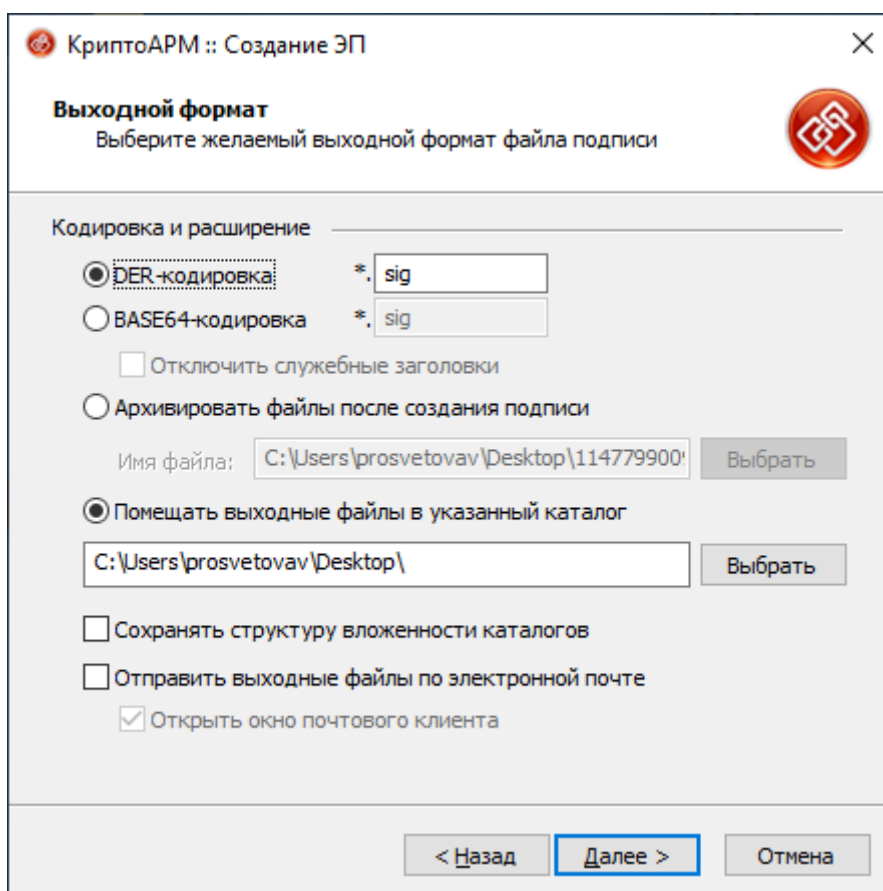 КриптоАРМ :: Создание ЭП
Выходной формат
Выберите желаемый выходной формат файла подписи
Кодировка и расширение
DER-кодировка *. sig
BASE64-кодировка *. sig
Отключить служебные заголовки
Архивировать файлы после создания подписи
Имя файла: C:\Users\prosvetovav\Desktop\114779900 Выбрать
Помещать выходные файлы в указанный каталог
C:\Users\prosvetovav\Desktop\ Выбрать
Сохранять структуру вложенности каталогов
Отправить выходные файлы по электронной почте
Открыть окно почтового клиента
< Назад Далее > Отмена